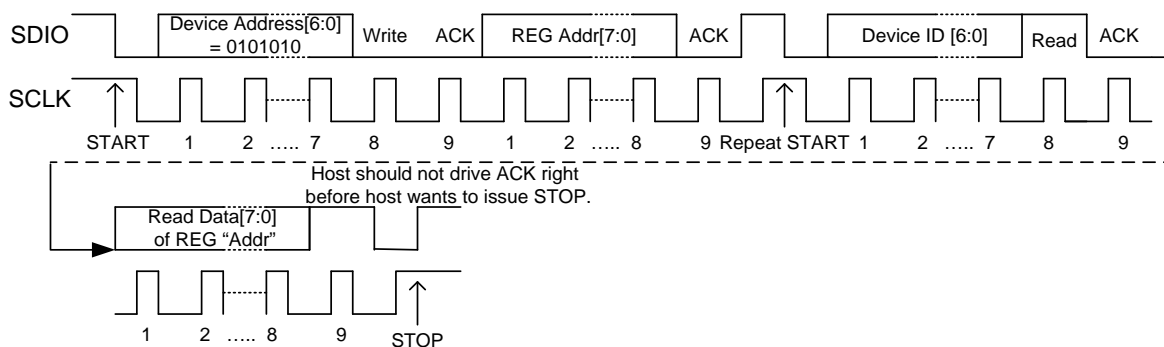 SDIO
Device Address[6:0]
= 0101010
Write
ACK
REG Addr[7:0]
ACK
Device ID [6:0]
Read
ACK
SCLK
START 1 2 ….. 7 8 9 1 2 ….. 8 9 Repeat START 1 2 ….. 7 8 9
Host should not drive ACK right
before host wants to issue STOP.
Read Data[7:0]
of REG “Addr”
1 2 ….. 8 9 STOP